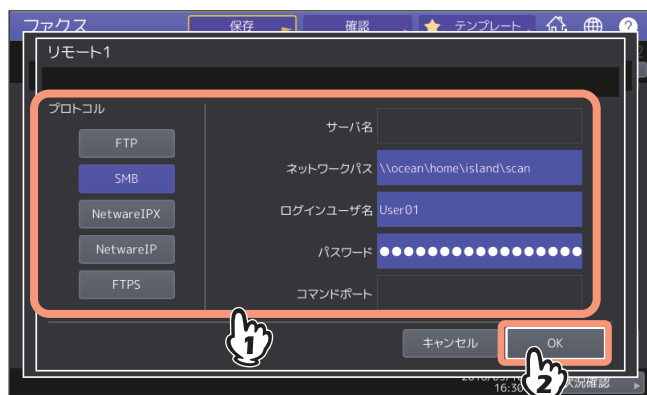 ファクス 保存 確認 テンプレート ?
リモート1
プロトコル
FTP
SMB
NetwareIPX
NetwareIP
FTPS
サーバ名
ネットワークパス \\ocean\home\island\scan
ログインユーザ名 User01
パスワード ●●●●●●●●●●●●●●●●●
コマンドポート
キャンセル OK
1
2
16:30
況確認